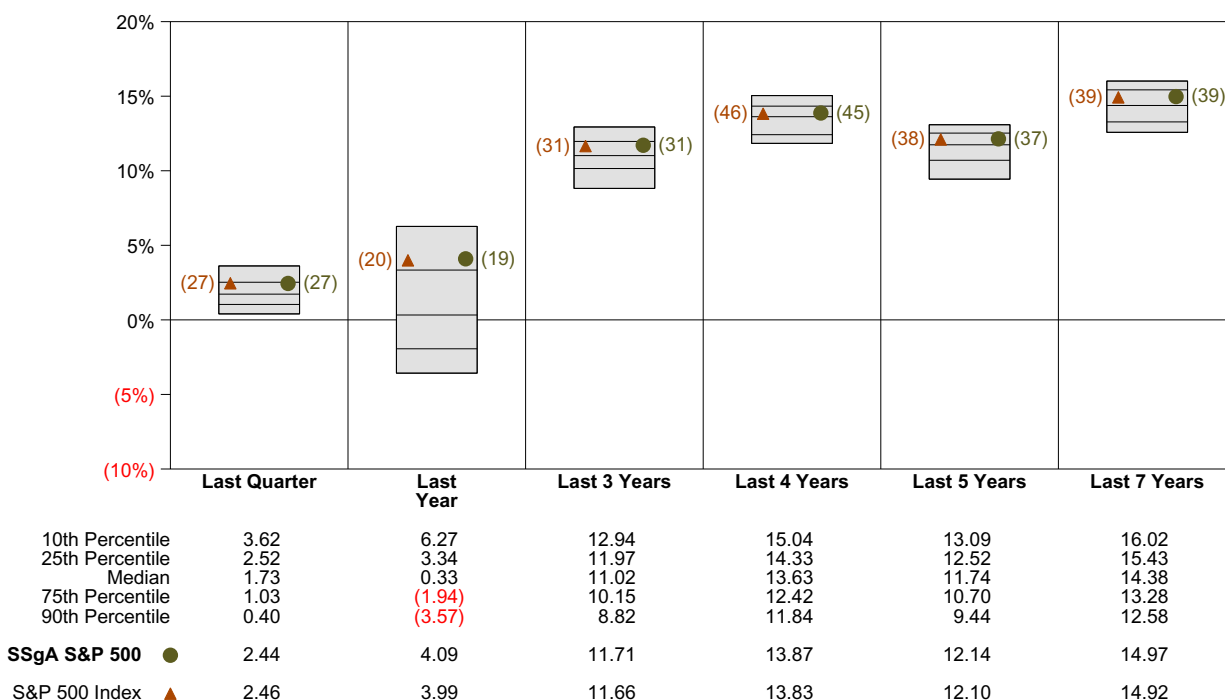 20%
15%
10%
5%
0%
(5%)
(10%)
(27) (27)
(20) (19)
(31) (31)
(46) (45)
(38) (37)
(39) (39)
Last Quarter Last Year Last 3 Years Last 4 Years Last 5 Years Last 7 Years
10th Percentile 3.62 6.27 12.94 15.04 13.09 16.02
25th Percentile 2.52 3.34 11.97 14.33 12.52 15.43
Median 1.73 0.33 11.02 13.63 11.74 14.38
75th Percentile 1.03 (1.94) 10.15 12.42 10.70 13.28
90th Percentile 0.40 (3.57) 8.82 11.84 9.44 12.58
SSgA S&P 500 2.44 4.09 11.71 13.87 12.14 14.97
S&P 500 Index 2.46 3.99 11.66 13.83 12.10 14.92